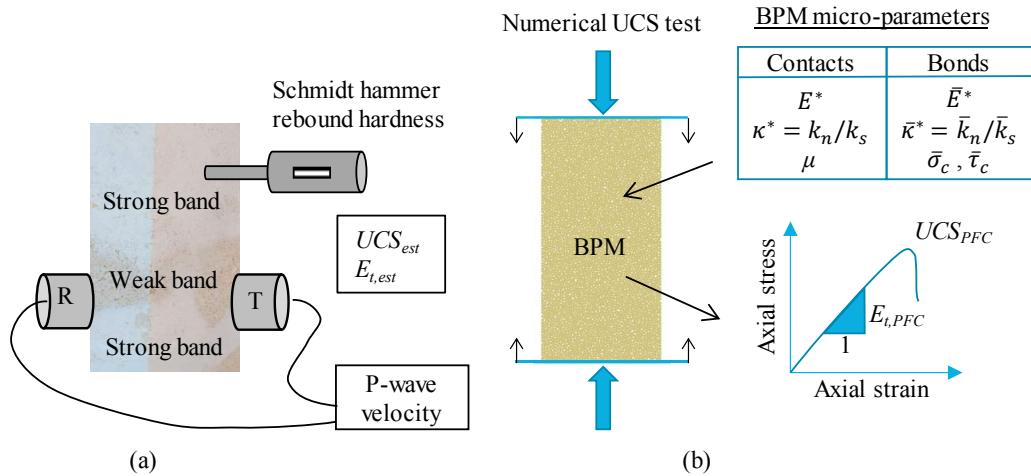 Schmidt hammer
rebound hardness
Strong band
UCS_est
E_t,est
Weak band
R
T
Strong band
P-wave
velocity
(a)
Numerical UCS test
BPM
BPM micro-parameters
Contacts
Bonds
E*
Ē*
κ* = k_n/k_s
κ̄* = k̄_n/k̄_s
μ
σ̄_c , τ̄_c
UCS_PFC
E_t,PFC
1
Axial stress
Axial strain
(b)